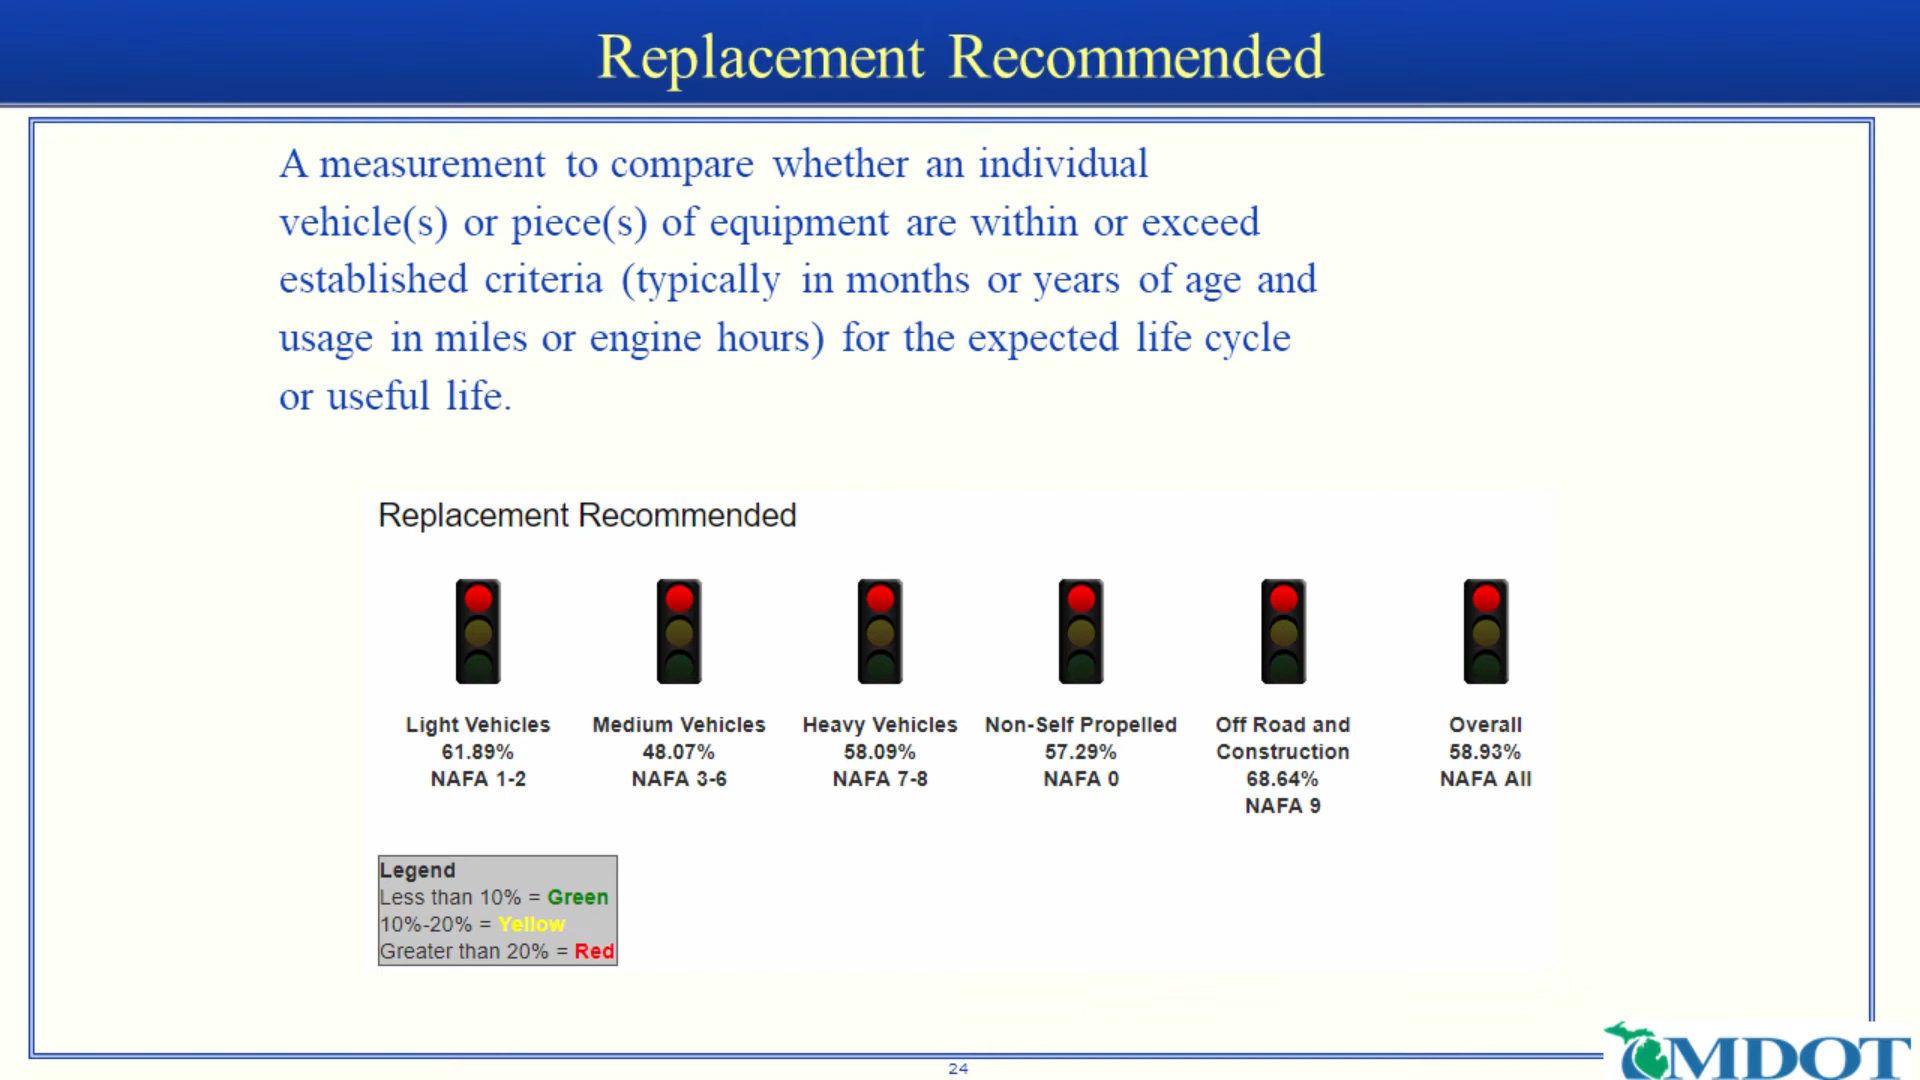 Replacement Recommended
A measurement to compare whether an individual
vehicle(s) or piece(s) of equipment are within or exceed
established criteria (typically in months or years of age and
usage in miles or engine hours) for the expected life cycle
or useful life.
Replacement Recommended
Light Vehicles
61.89%
NAFA 1-2
Medium Vehicles
48.07%
NAFA 3-6
Heavy Vehicles
58.09%
NAFA 7-8
Non-Self Propelled
57.29%
NAFA 0
Off Road and
Construction
68.64%
NAFA 9
Overall
58.93%
NAFA All
Legend
Less than 10% = Green
10%-20% = Yellow
Greater than 20% = Red
24
MDOT